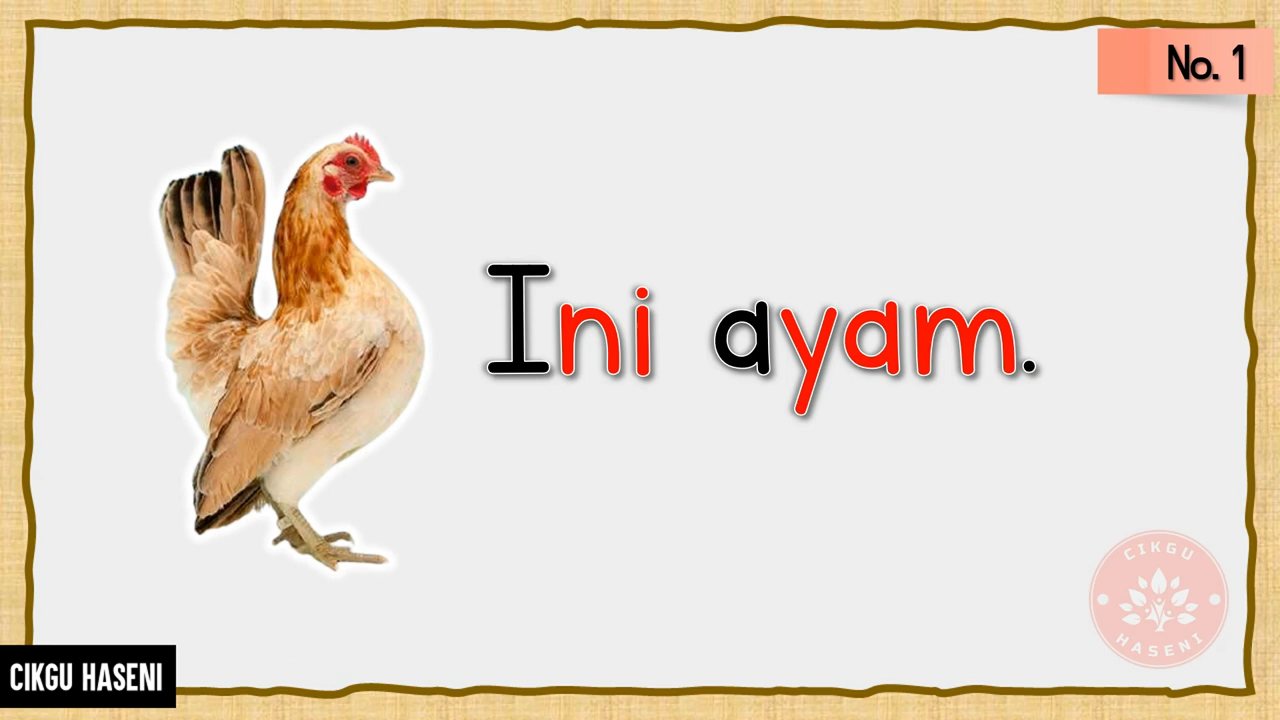 No. 1
Ini ayam.
CIKGU
HASENI
CIKGU HASENI